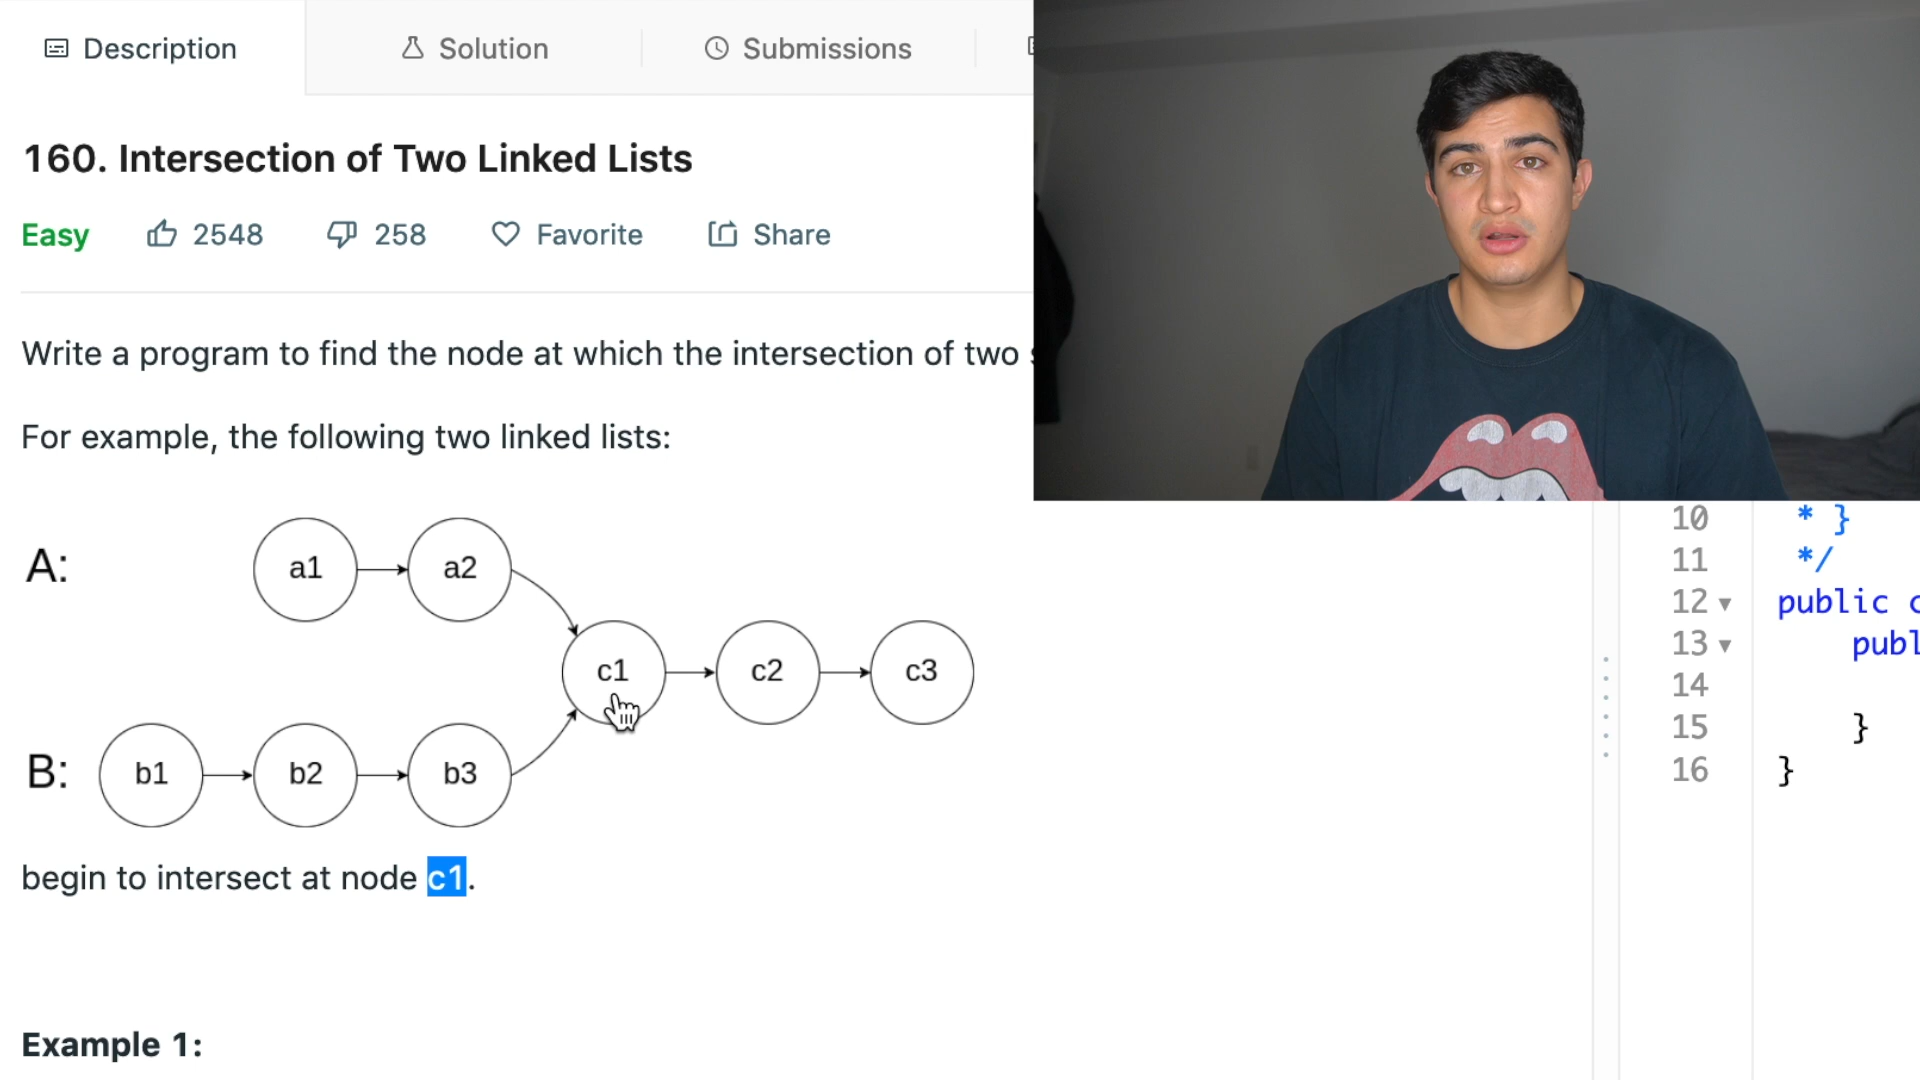 Description
Solution
Submissions
160. Intersection of Two Linked Lists
Easy
2548
258
Favorite
Share
Write a program to find the node at which the intersection of two
For example, the following two linked lists:
A:
a1
a2
c1
c2
c3
B:
b1
b2
b3
begin to intersect at node c1.
Example 1:
10 * }
11 */
12 public
13 publ
14
15 }
16 }